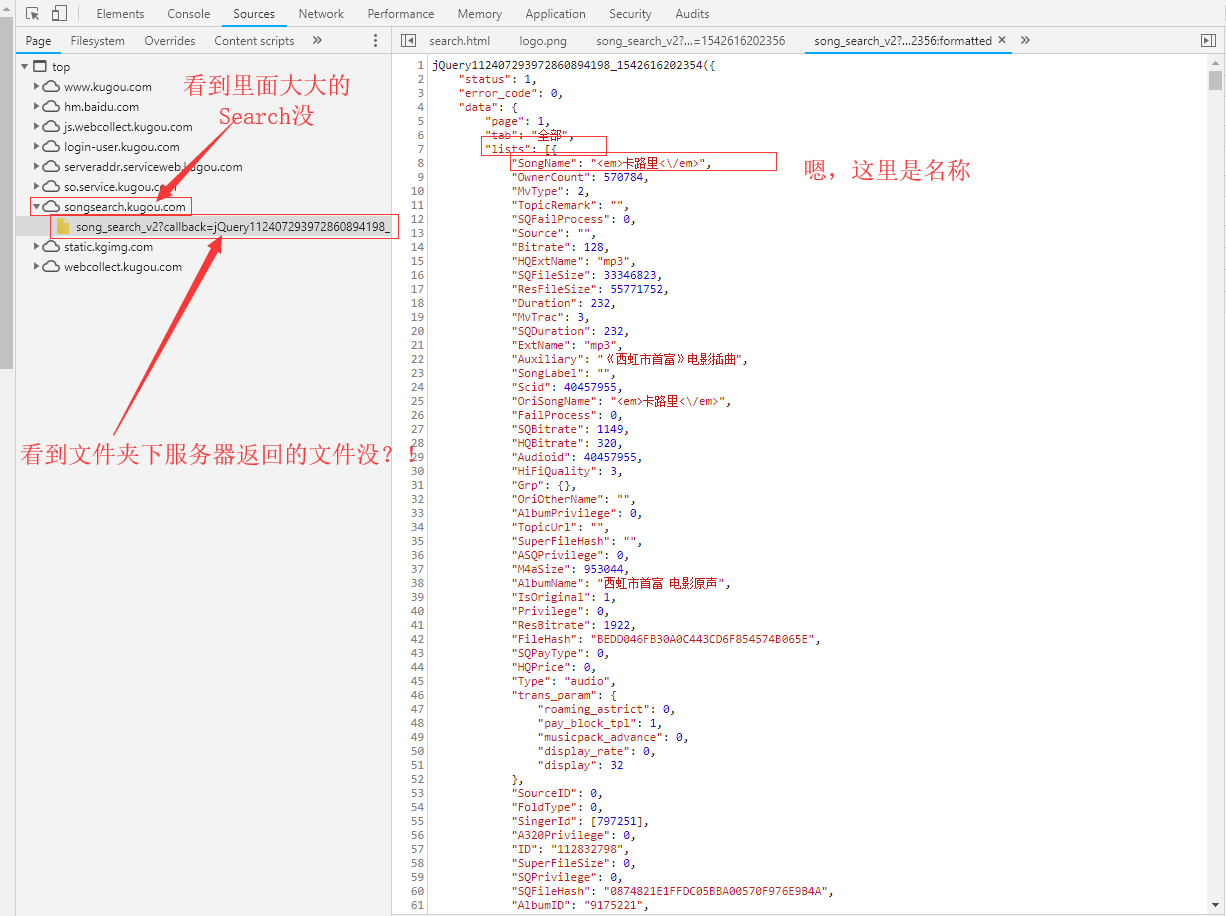 Elements Console Sources Network Performance Memory Application Security Audits
Page Filesystem Overrides Content scripts » search.html logo.png song_search_v2?...=1542616202356 song_search_v2?...2356:formatted × »
top
www.kugou.com
hm.baidu.com
js.webcollect.kugou.com
login-user.kugou.com
serveraddr.serviceweb.kugou.com
so.service.kugou.com
songsearch.kugou.com
song_search_v2?callback=jQuery112407293972860894198_
static.kgimg.com
webcollect.kugou.com
看到里面大大的
Search没
看到文件夹下服务器返回的文件没?!
嗯，这里是名称
1 jQuery112407293972860894198_1542616202354({
2 "status": 1,
3 "error_code": 0,
4 "data": {
5 "page": 1,
6 "tab": "全部",
7 "lists": [{
8 "SongName": "<em>卡路里<\/em>",
9 "OwnerCount": 570784,
10 "MvType": 2,
11 "TopicRemark": "",
12 "SQFailProcess": 0,
13 "Source": "",
14 "Bitrate": 128,
15 "HQExtName": "mp3",
16 "SQFileSize": 33346823,
17 "ResFileSize": 55771752,
18 "Duration": 232,
19 "MvTrac": 3,
20 "SQDuration": 232,
21 "ExtName": "mp3",
22 "Auxiliary": "《西虹市首富》电影插曲",
23 "SongLabel": "",
24 "Scid": 40457955,
25 "OriSongName": "<em>卡路里<\/em>",
26 "FailProcess": 0,
27 "SQBitrate": 1149,
28 "HQBitrate": 320,
29 "Audioid": 40457955,
30 "HiFiQuality": 3,
31 "Grp": {},
32 "OriOtherName": "",
33 "AlbumPrivilege": 0,
34 "TopicUrl": "",
35 "SuperFileHash": "",
36 "ASQPrivilege": 0,
37 "M4aSize": 953044,
38 "AlbumName": "西虹市首富 电影原声",
39 "IsOriginal": 1,
40 "Privilege": 0,
41 "ResBitrate": 1922,
42 "FileHash": "BEDD046FB30A0C443CD6F854574B065E",
43 "SQPayType": 0,
44 "HQPrice": 0,
45 "Type": "audio",
46 "trans_param": {
47 "roaming_astrict": 0,
48 "pay_block_tpl": 1,
49 "musicpack_advance": 0,
50 "display_rate": 0,
51 "display": 32
52 },
53 "SourceID": 0,
54 "FoldType": 0,
55 "SingerId": [797251],
56 "A320Privilege": 0,
57 "ID": "112832798",
58 "SuperFileSize": 0,
59 "SQPrivilege": 0,
60 "SQFileHash": "0874821E1FFDC05BBA00570F976E9B4A",
61 "AlbumID": "9175221",